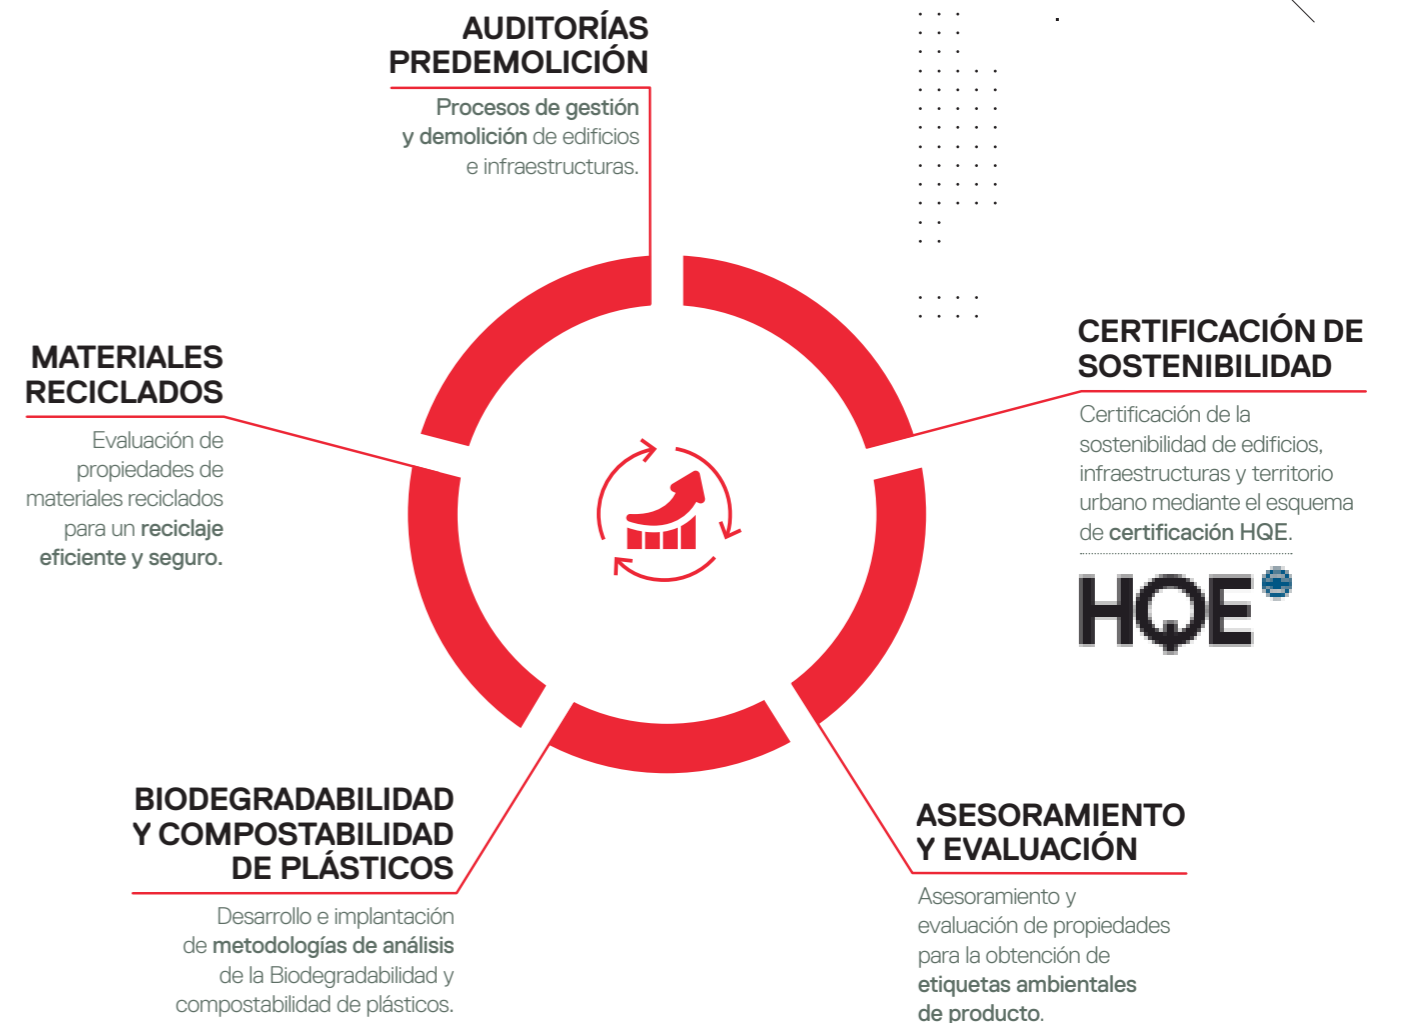 AUDITORÍAS
PREDEMOLICIÓN
Procesos de gestión
y demolición de edificios
e infraestructuras.
CERTIFICACIÓN DE
SOSTENIBILIDAD
Certificación de la
sostenibilidad de edificios,
infraestructuras y territorio
urbano mediante el esquema
de certificación HQE.
HQE
MATERIALES
RECICLADOS
Evaluación de
propiedades de
materiales reciclados
para un reciclaje
eficiente y seguro.
BIODEGRADABILIDAD
Y COMPOSTABILIDAD
DE PLÁSTICOS
Desarrollo e implantación
de metodologías de análisis
de la Biodegradabilidad y
compostabilidad de plásticos.
ASESORAMIENTO
Y EVALUACIÓN
Asesoramiento y
evaluación de propiedades
para la obtención de
etiquetas ambientales
de producto.